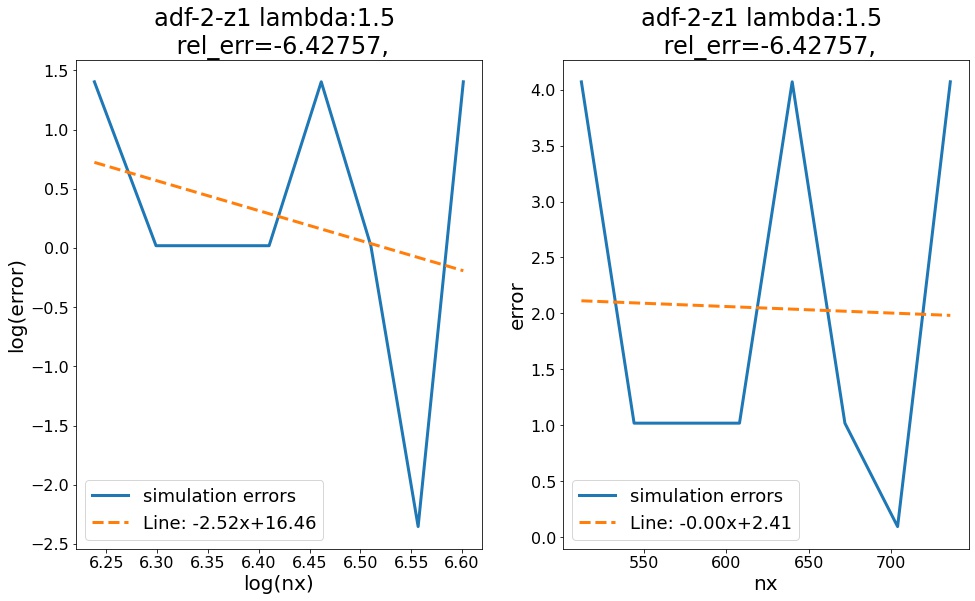 adf-2-z1 lambda:1.5
rel_err=-6.42757,
1.5
1.0
0.5
0.0
−0.5
−1.0
−1.5
−2.0
−2.5
log(error)
simulation errors
Line: -2.52x+16.46
6.25 6.30 6.35 6.40 6.45 6.50 6.55 6.60
log(nx)
adf-2-z1 lambda:1.5
rel_err=-6.42757,
4.0
3.5
3.0
2.5
2.0
1.5
1.0
0.5
0.0
error
simulation errors
Line: -0.00x+2.41
550 600 650 700
nx